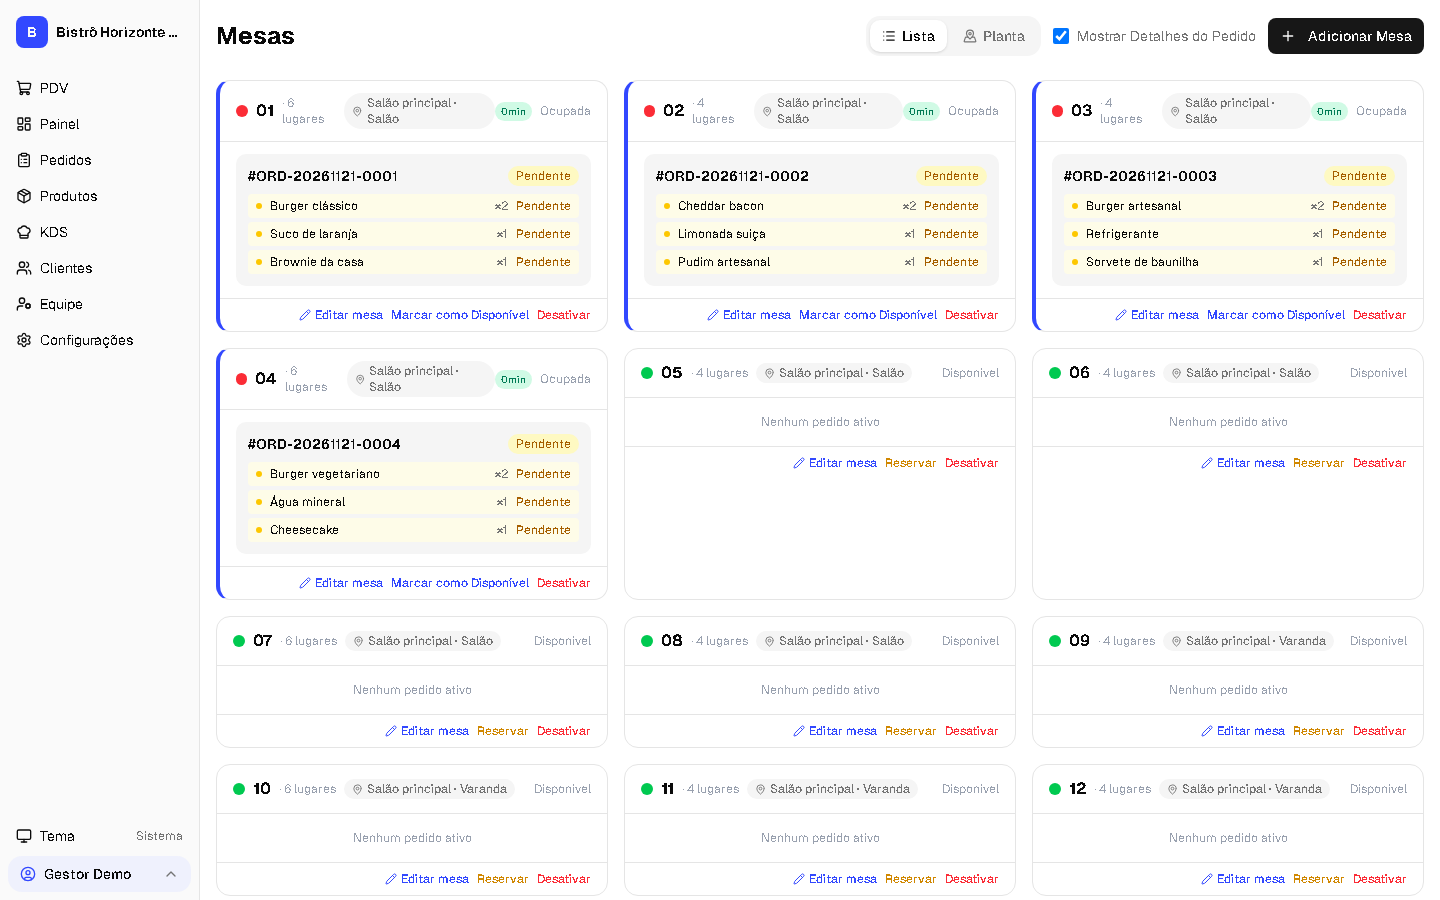 B
Bistrô Horizonte ...
PDV
Painel
Pedidos
Produtos
KDS
Clientes
Equipe
Configurações
Tema
Sistema
Gestor Demo
Mesas
Lista
Planta
Mostrar Detalhes do Pedido
Adicionar Mesa
01
· 6
lugares
Salão principal ·
Salão
0min
Ocupada
#ORD-20261121-0001
Pendente
Burger clássico ×2 Pendente
Suco de laranja ×1 Pendente
Brownie da casa ×1 Pendente
Editar mesa Marcar como Disponível Desativar
02
· 4
lugares
Salão principal ·
Salão
0min
Ocupada
#ORD-20261121-0002
Pendente
Cheddar bacon ×2 Pendente
Limonada suíça ×1 Pendente
Pudim artesanal ×1 Pendente
Editar mesa Marcar como Disponível Desativar
03
· 4
lugares
Salão principal ·
Salão
0min
Ocupada
#ORD-20261121-0003
Pendente
Burger artesanal ×2 Pendente
Refrigerante ×1 Pendente
Sorvete de baunilha ×1 Pendente
Editar mesa Marcar como Disponível Desativar
04
· 6
lugares
Salão principal ·
Salão
0min
Ocupada
#ORD-20261121-0004
Pendente
Burger vegetariano ×2 Pendente
Água mineral ×1 Pendente
Cheesecake ×1 Pendente
Editar mesa Marcar como Disponível Desativar
05 · 4 lugares Salão principal · Salão Disponivel
Nenhum pedido ativo
Editar mesa Reservar Desativar
06 · 4 lugares Salão principal · Salão Disponivel
Nenhum pedido ativo
Editar mesa Reservar Desativar
07 · 6 lugares Salão principal · Salão Disponivel
Nenhum pedido ativo
Editar mesa Reservar Desativar
08 · 4 lugares Salão principal · Salão Disponivel
Nenhum pedido ativo
Editar mesa Reservar Desativar
09 · 4 lugares Salão principal · Varanda Disponivel
Nenhum pedido ativo
Editar mesa Reservar Desativar
10 · 6 lugares Salão principal · Varanda Disponivel
Nenhum pedido ativo
Editar mesa Reservar Desativar
11 · 4 lugares Salão principal · Varanda Disponivel
Nenhum pedido ativo
Editar mesa Reservar Desativar
12 · 4 lugares Salão principal · Varanda Disponivel
Nenhum pedido ativo
Editar mesa Reservar Desativar